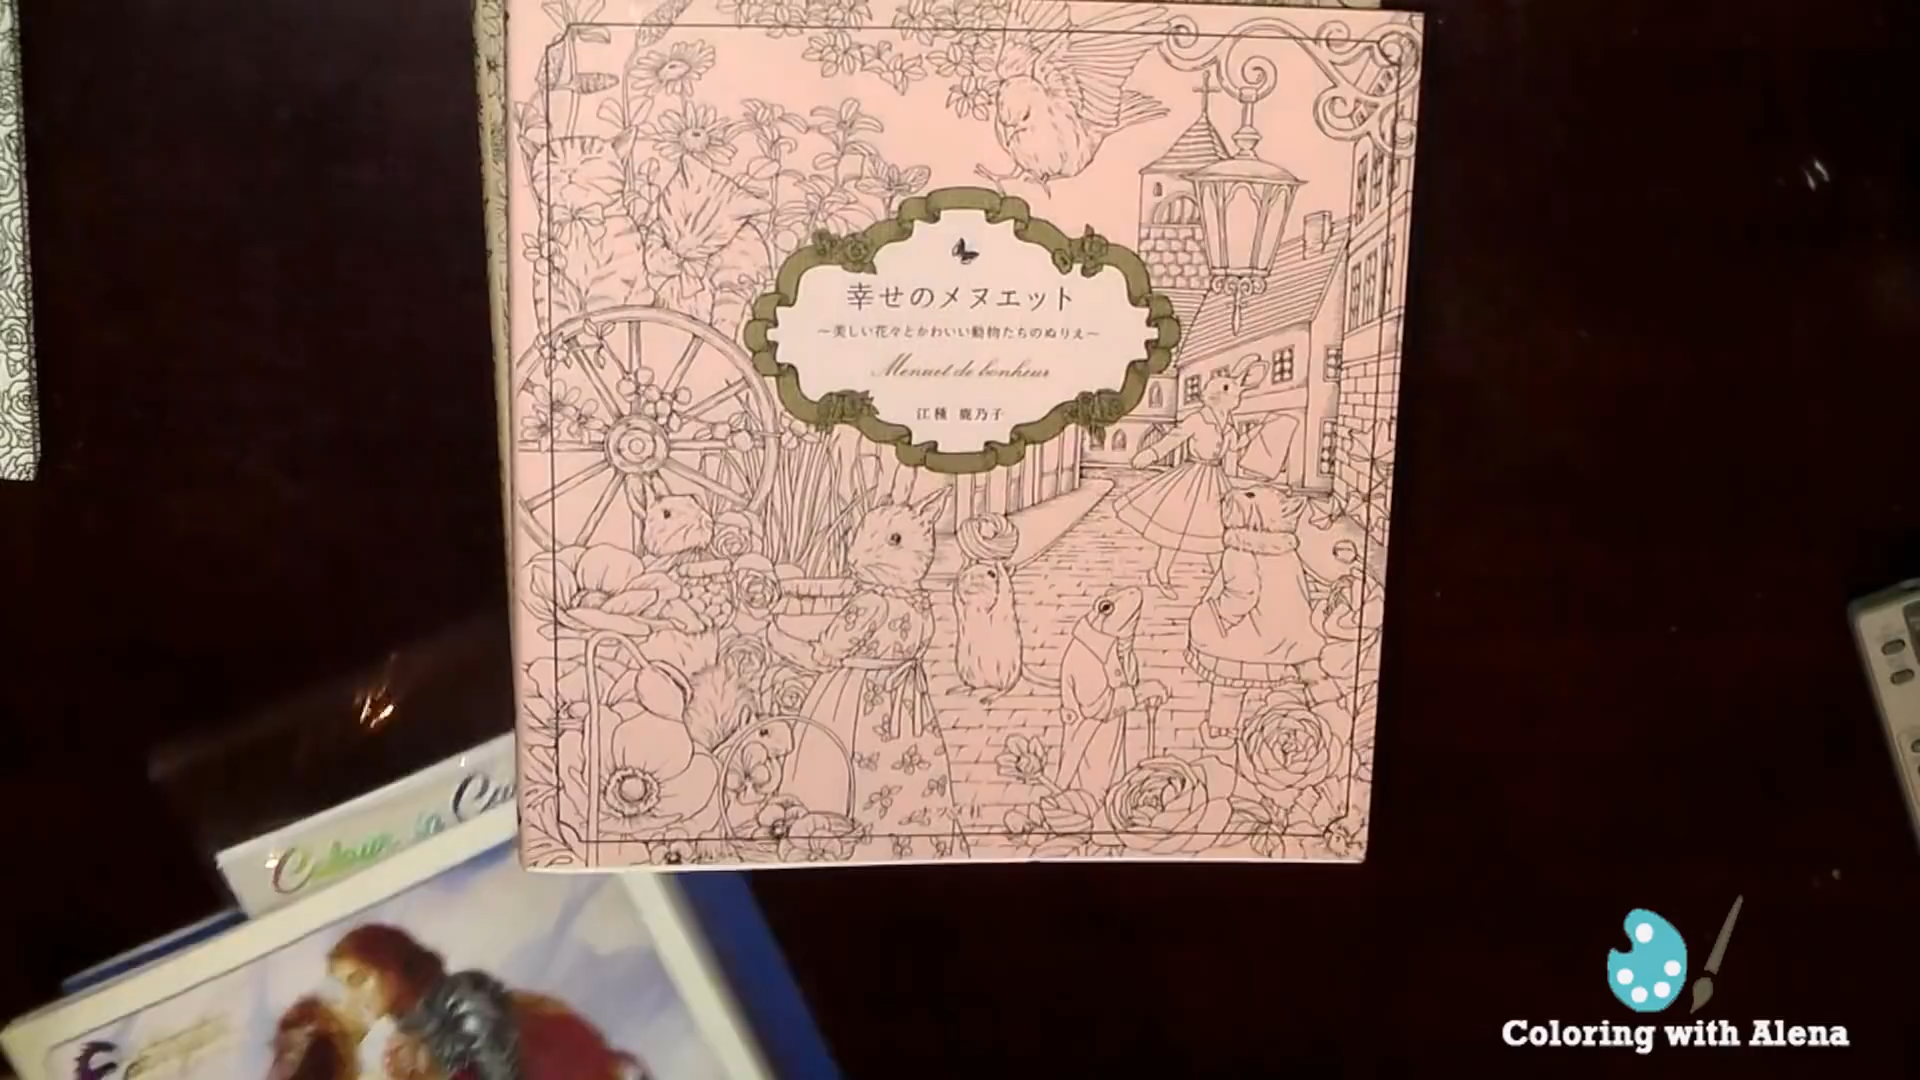 幸せのメヌエット
～美しい花々とかわいい動物たちのぬりえ～
Menuet de bonheur
江種 鹿乃子
Coloring with Alena